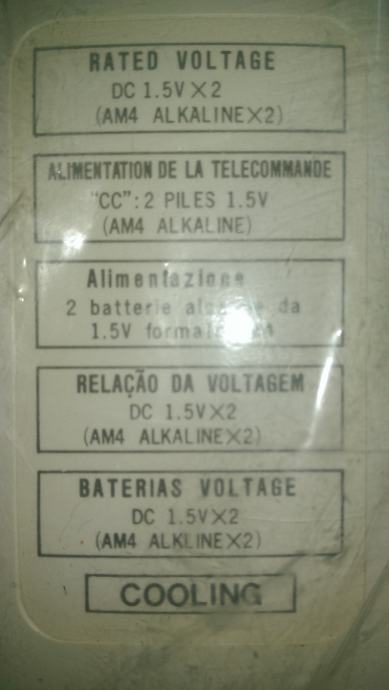 RATED VOLTAGE
DC 1.5V×2
(AM4 ALKALINE×2)
ALIMENTATION DE LA TELECOMMANDE
"CC": 2 PILES 1.5V
(AM4 ALKALINE)
Alimentazione
2 batterie da
1.5V
RELAÇÃO DA VOLTAGEM
DC 1.5V×2
(AM4 ALKALINE×2)
BATERIAS VOLTAGE
DC 1.5V×2
(AM4 ALKLINE×2)
COOLING